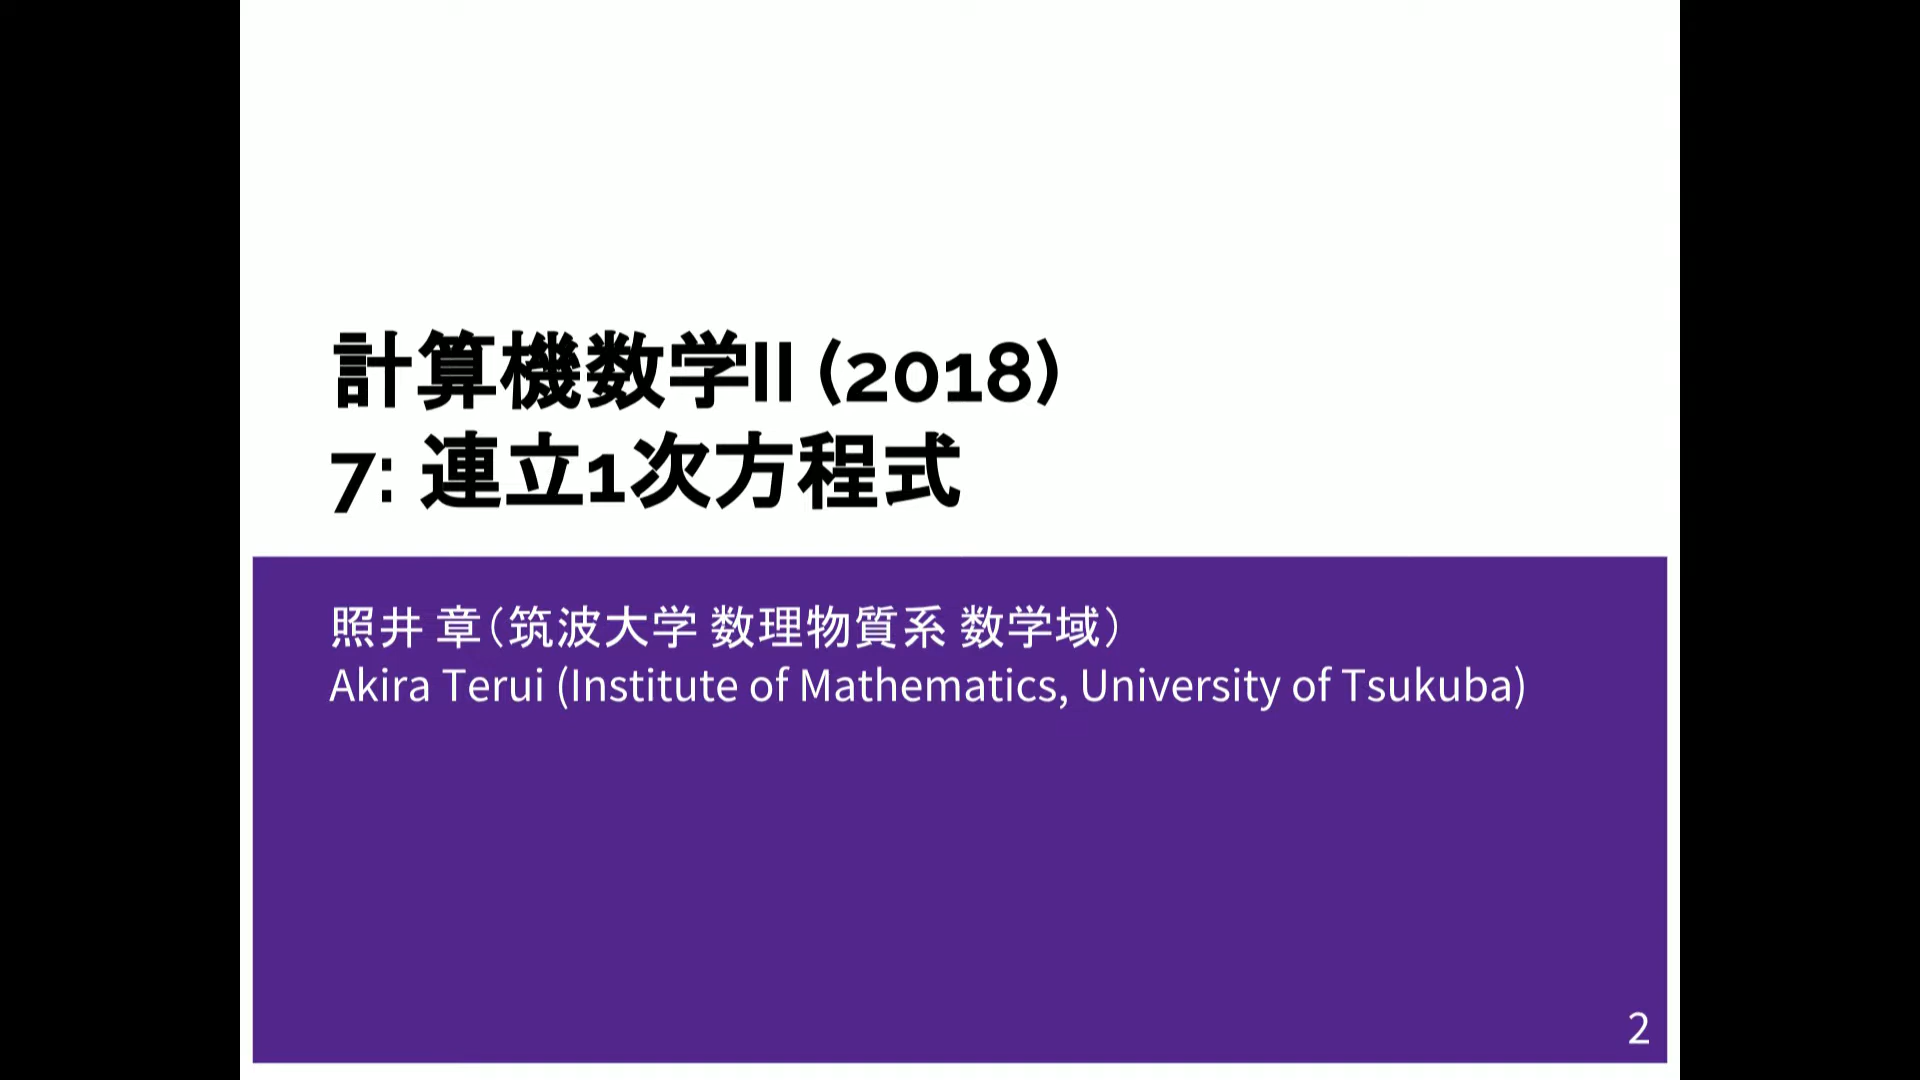 計算機数学II (2018)
7: 連立1次方程式
照井 章（筑波大学 数理物質系 数学域）
Akira Terui (Institute of Mathematics, University of Tsukuba)
2